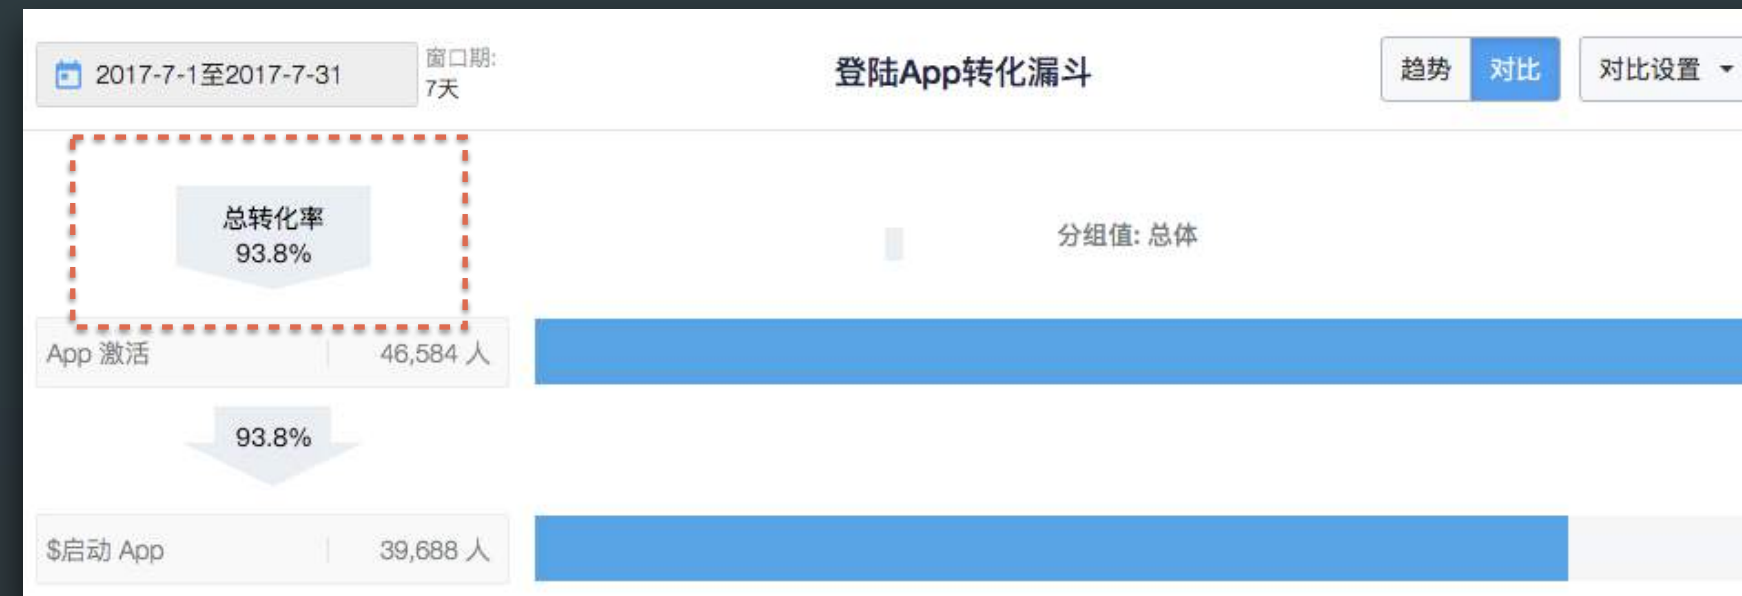 2017-7-1至2017-7-31
窗口期:
7天
登陆App转化漏斗
趋势
对比
对比设置
总转化率
93.8%
分组值: 总体
App 激活
46,584 人
93.8%
$启动 App
39,688 人